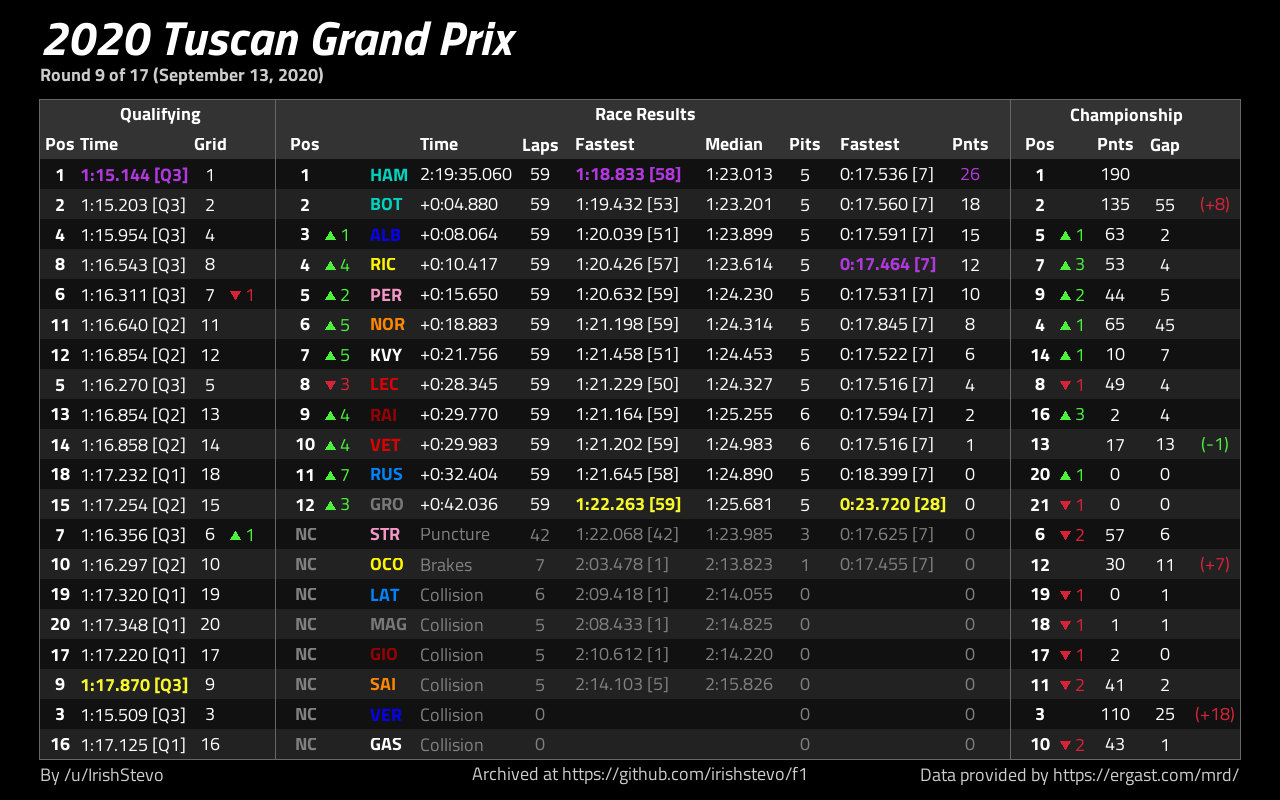 2020 Tuscan Grand Prix
Round 9 of 17 (September 13, 2020)
Qualifying Race Results Championship
Pos Time Grid Pos Time Laps Fastest Median Pits Fastest Pnts Pos Pnts Gap
1 1:15.144 [Q3] 1 1 HAM 2:19:35.060 59 1:18.833 [58] 1:23.013 5 0:17.536 [7] 26 1 190
2 1:15.203 [Q3] 2 2 BOT +0:04.880 59 1:19.432 [53] 1:23.201 5 0:17.560 [7] 18 2 135 55 (+8)
4 1:15.954 [Q3] 4 3 ▲1 ALB +0:08.064 59 1:20.039 [51] 1:23.899 5 0:17.591 [7] 15 5 ▲1 63 2
8 1:16.543 [Q3] 8 4 ▲4 RIC +0:10.417 59 1:20.426 [57] 1:23.614 5 0:17.464 [7] 12 7 ▲3 53 4
6 1:16.311 [Q3] 7 ▼1 5 ▲2 PER +0:15.650 59 1:20.632 [59] 1:24.230 5 0:17.531 [7] 10 9 ▲2 44 5
11 1:16.640 [Q2] 11 6 ▲5 NOR +0:18.883 59 1:21.198 [59] 1:24.314 5 0:17.845 [7] 8 4 ▲1 65 45
12 1:16.854 [Q2] 12 7 ▲5 KVY +0:21.756 59 1:21.458 [51] 1:24.453 5 0:17.522 [7] 6 14 ▲1 10 7
5 1:16.270 [Q3] 5 8 ▼3 LEC +0:28.345 59 1:21.229 [50] 1:24.327 5 0:17.516 [7] 4 8 ▼1 49 4
13 1:16.854 [Q2] 13 9 ▲4 RAI +0:29.770 59 1:21.164 [59] 1:25.255 6 0:17.594 [7] 2 16 ▲3 2 4
14 1:16.858 [Q2] 14 10 ▲4 VET +0:29.983 59 1:21.202 [59] 1:24.983 6 0:17.516 [7] 1 13 17 13 (-1)
18 1:17.232 [Q1] 18 11 ▲7 RUS +0:32.404 59 1:21.645 [58] 1:24.890 5 0:18.399 [7] 0 20 ▲1 0 0
15 1:17.254 [Q2] 15 12 ▲3 GRO +0:42.036 59 1:22.263 [59] 1:25.681 5 0:23.720 [28] 0 21 ▼1 0 0
7 1:16.356 [Q3] 6 ▲1 NC STR Puncture 42 1:22.068 [42] 1:23.985 3 0:17.625 [7] 0 6 ▼2 57 6
10 1:16.297 [Q2] 10 NC OCO Brakes 7 2:03.478 [1] 2:13.823 1 0:17.455 [7] 0 12 30 11 (+7)
19 1:17.320 [Q1] 19 NC LAT Collision 6 2:09.418 [1] 2:14.055 0 0 19 ▼1 0 1
20 1:17.348 [Q1] 20 NC MAG Collision 5 2:08.433 [1] 2:14.825 0 0 18 ▼1 1 1
17 1:17.220 [Q1] 17 NC GIO Collision 5 2:10.612 [1] 2:14.220 0 0 17 ▼1 2 0
9 1:17.870 [Q3] 9 NC SAI Collision 5 2:14.103 [5] 2:15.826 0 0 11 ▼2 41 2
3 1:15.509 [Q3] 3 NC VER Collision 0 0 0 3 110 25 (+18)
16 1:17.125 [Q1] 16 NC GAS Collision 0 0 0 10 ▼2 43 1
By /u/IrishStevo Archived at https://github.com/irishstevo/f1 Data provided by https://ergast.com/mrd/